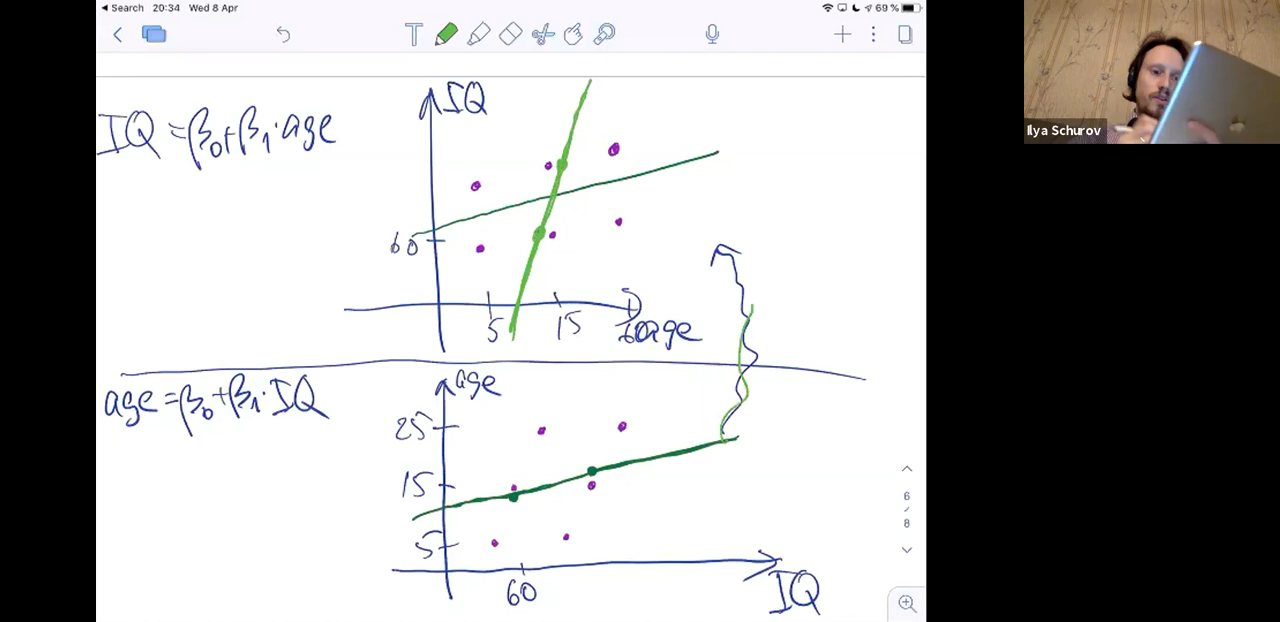 Search 20:34 Wed 8 Apr
69 %
T
IQ = β₀+β₁·age
IQ
60
5
15
age
Ilya Schurov
age = β₀+β₁·IQ
age
25
15
5
60
IQ
6
8